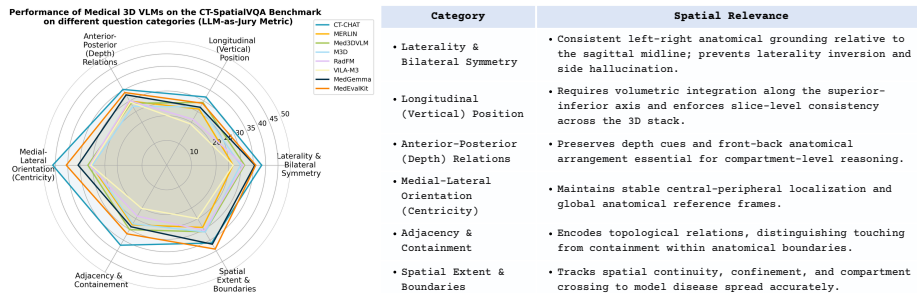 Performance of Medical 3D VLMs on the CT-SpatialVQA Benchmark
on different question categories (LLM-as-Jury Metric)
CT-CHAT
MERLIN
Med3DVLM
M3D
RadFM
VILA-M3
MedGemma
MedEvalKit
Anterior-
Posterior
(Depth)
Relations
Longitudinal
(Vertical)
Position
10
20
25
30
35
40
45
50
Medial-
Lateral
Orientation
(Centricity)
Laterality &
Bilateral
Symmetry
Adjacency &
Containement
Spatial
Extent &
Boundaries
Category
Spatial Relevance
• Laterality &
Bilateral Symmetry
• Consistent left-right anatomical grounding relative to
the sagittal midline; prevents laterality inversion and
side hallucination.
• Longitudinal
(Vertical) Position
• Requires volumetric integration along the superior-
inferior axis and enforces slice-level consistency
across the 3D stack.
• Anterior-Posterior
(Depth) Relations
• Preserves depth cues and front-back anatomical
arrangement essential for compartment-level reasoning.
• Medial-Lateral
Orientation
(Centricity)
• Maintains stable central-peripheral localization and
global anatomical reference frames.
• Adjacency &
Containment
• Encodes topological relations, distinguishing touching
from containment within anatomical boundaries.
• Spatial Extent &
Boundaries
• Tracks spatial continuity, confinement, and compartment
crossing to model disease spread accurately.